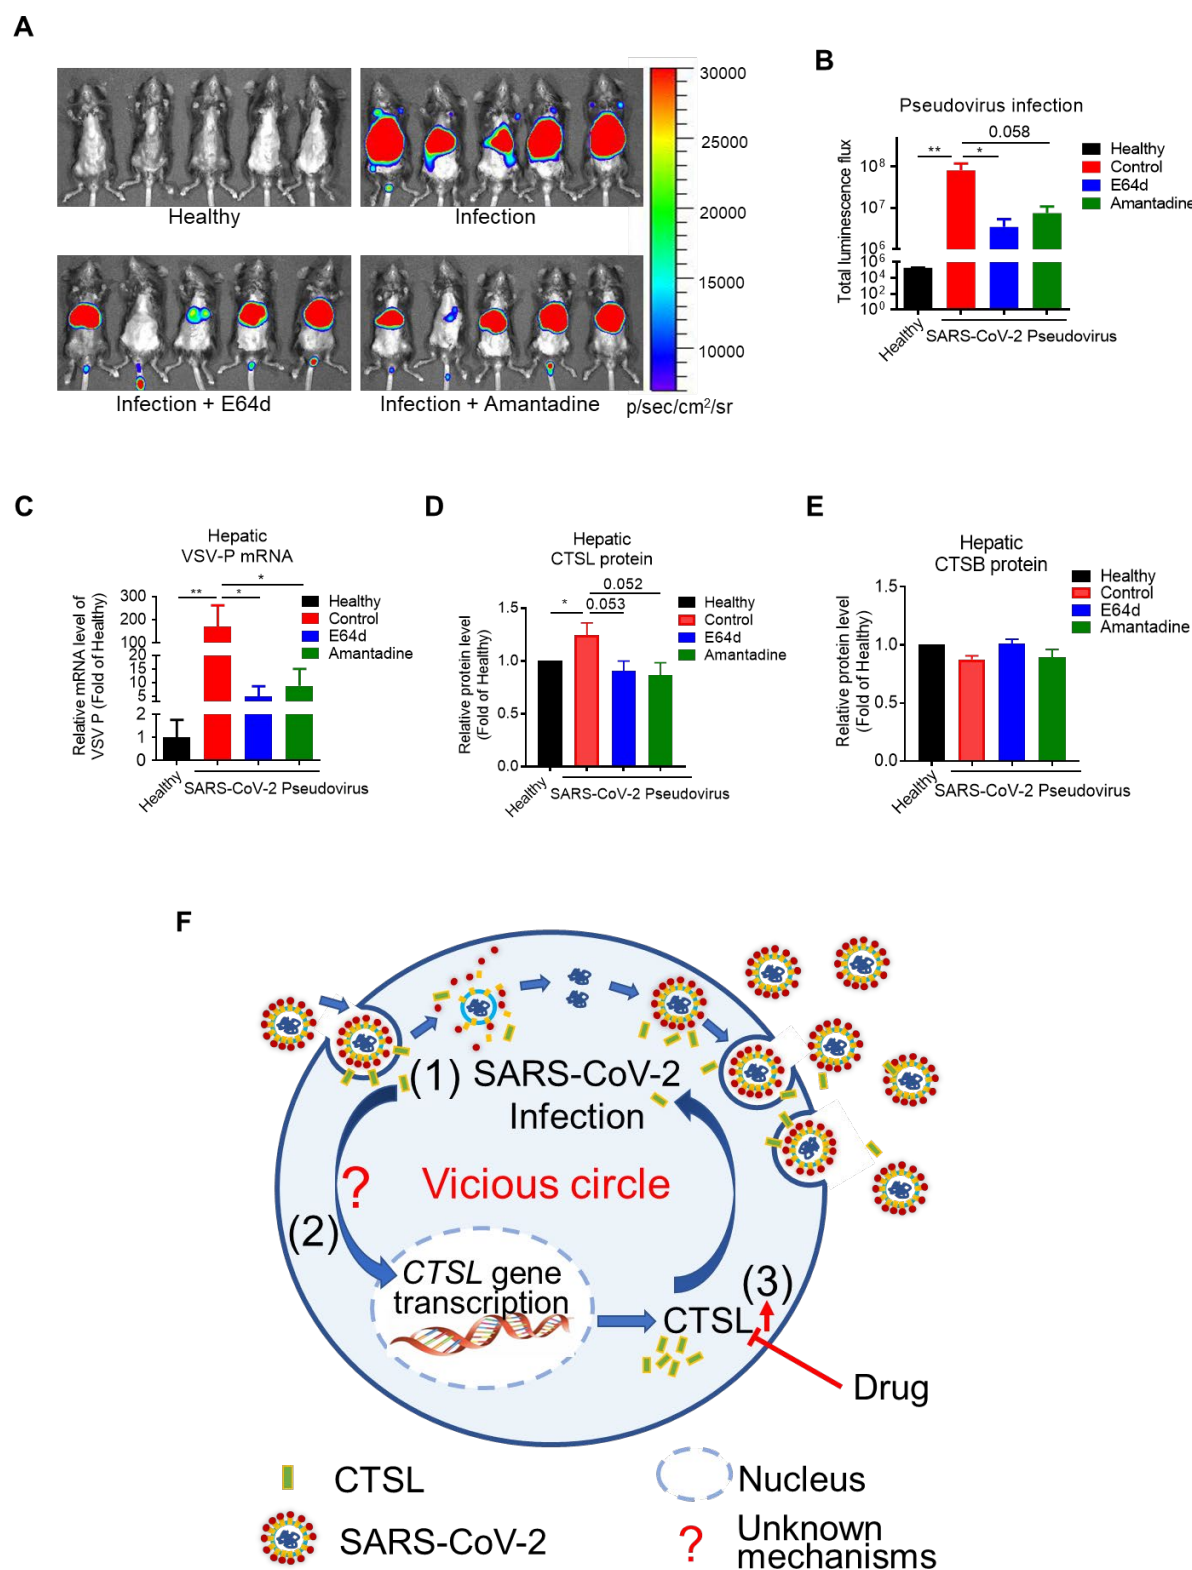 A
30000
25000
20000
15000
10000
p/sec/cm²/sr
Healthy
Infection
Infection + E64d
Infection + Amantadine
B
Pseudovirus infection
0.058
** *
Total luminescence flux
10⁸
10⁷
10⁶
10⁶
10⁴
10²
10⁰
Healthy
SARS-CoV-2 Pseudovirus
Healthy
Control
E64d
Amantadine
C
Hepatic
VSV-P mRNA
*
** *
Relative mRNA level of
VSV P (Fold of Healthy)
300
200
100
20
15
10
5
2
1
0
Healthy
SARS-CoV-2 Pseudovirus
Healthy
Control
E64d
Amantadine
D
Hepatic
CTSL protein
0.052
* 0.053
Relative protein level
(Fold of Healthy)
1.5
1.0
0.5
0.0
Healthy
SARS-CoV-2 Pseudovirus
Healthy
Control
E64d
Amantadine
E
Hepatic
CTSB protein
Relative protein level
(Fold of Healthy)
1.5
1.0
0.5
0.0
Healthy
SARS-CoV-2 Pseudovirus
Healthy
Control
E64d
Amantadine
F
(1) SARS-CoV-2
Infection
? Vicious circle
(2)
CTSL gene
transcription
(3)
CTSL
Drug
CTSL
Nucleus
SARS-CoV-2
? Unknown
mechanisms